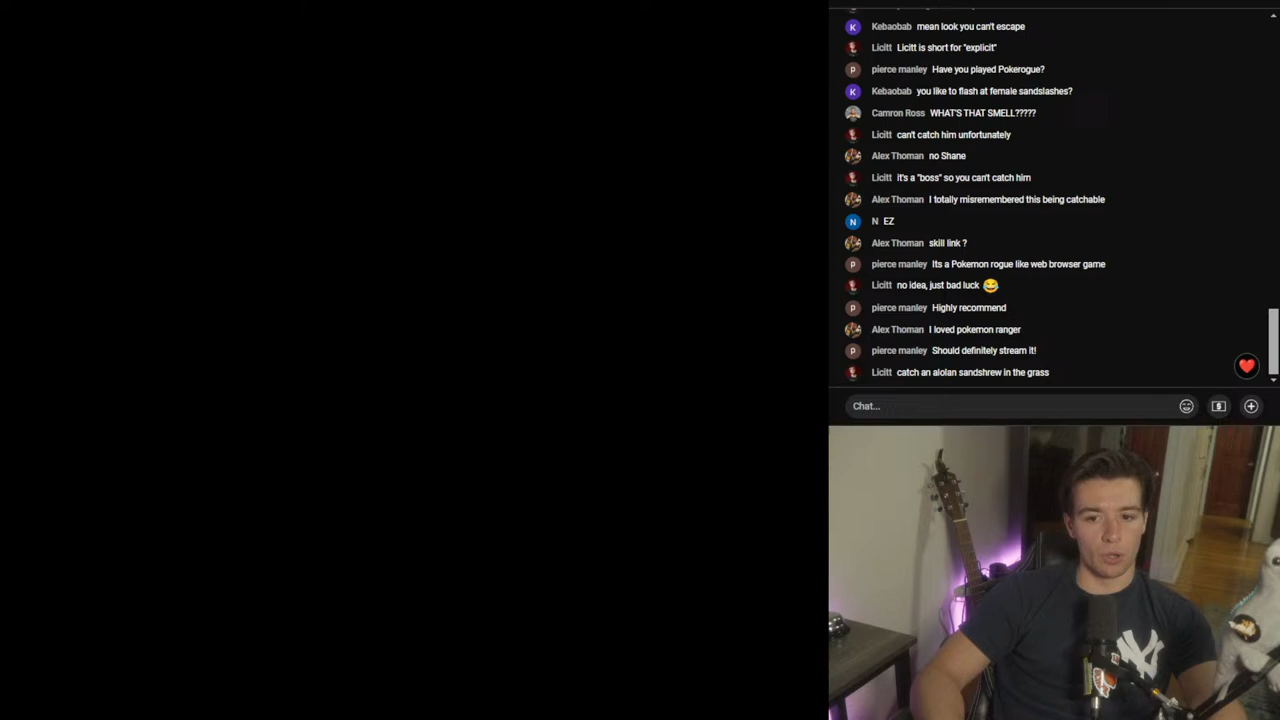 Kebaobab mean look you can't escape
Licitt Licitt is short for "explicit"
pierce manley Have you played Pokerogue?
Kebaobab you like to flash at female sandslashes?
Camron Ross WHAT'S THAT SMELL?????
Licitt can't catch him unfortunately
Alex Thoman no Shane
Licitt it's a "boss" so you can't catch him
Alex Thoman I totally misremembered this being catchable
N EZ
Alex Thoman skill link ?
pierce manley Its a Pokemon rogue like web browser game
Licitt no idea, just bad luck 😂
pierce manley Highly recommend
Alex Thoman I loved pokemon ranger
pierce manley Should definitely stream it!
Licitt catch an alolan sandshrew in the grass
Chat...